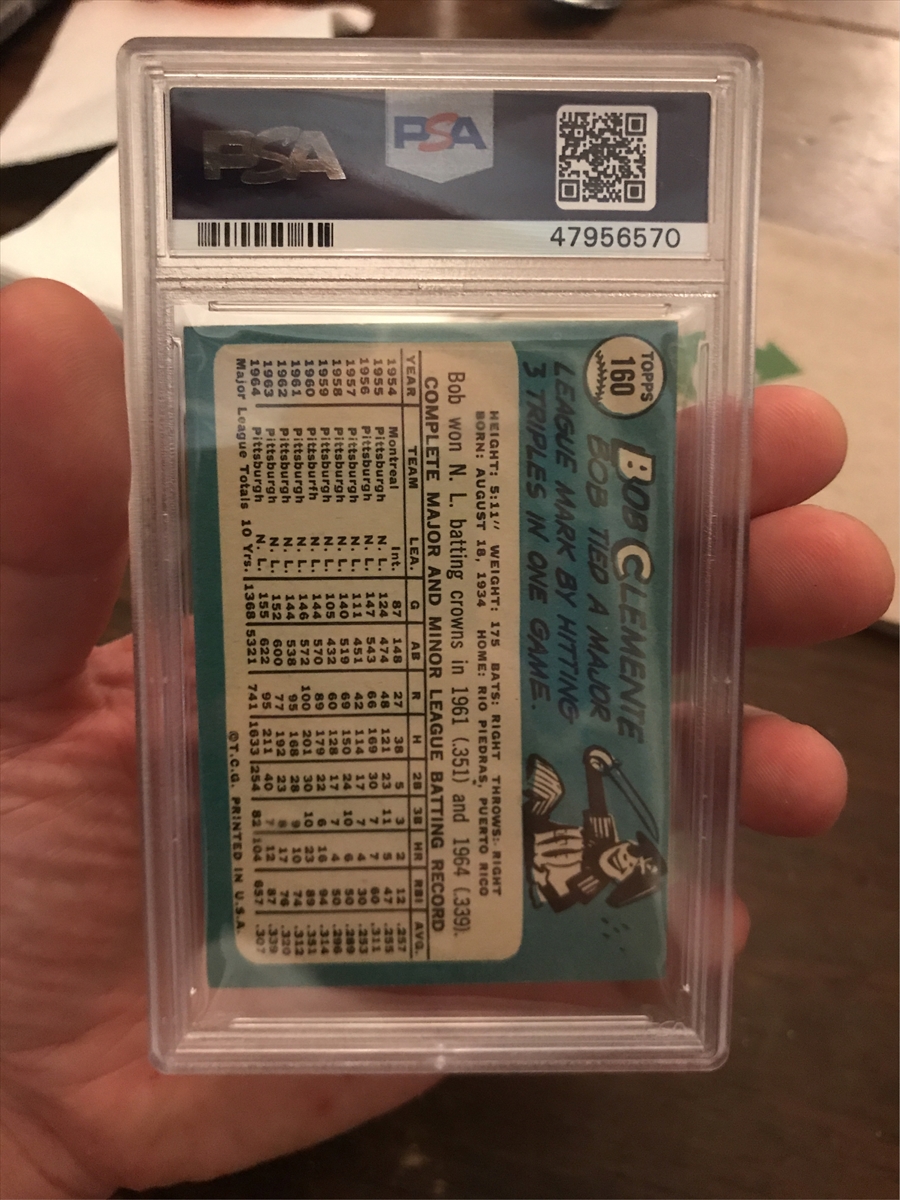 PSA PSA
47956570
TOPPS
160
BOB CLEMENTE
BOB TIED A MAJOR
LEAGUE MARK BY HITTING
3 TRIPLES IN ONE GAME.
HEIGHT: 5:11" WEIGHT: 175 BATS: RIGHT THROWS: RIGHT
BORN: AUGUST 18, 1934 HOME: RIO PIEDRAS, PUERTO RICO
Bob won N. L. batting crowns in 1961 (.351) and 1964 (.339).
COMPLETE MAJOR AND MINOR LEAGUE BATTING RECORD
YEAR TEAM LEA. G AB R H 2B 3B HR RBI AVG.
1954 Montreal Int. 87 148 27 38 5 3 2 12 .257
1955 Pittsburgh N. L. 124 474 48 121 23 11 5 47 .255
1956 Pittsburgh N. L. 147 543 66 169 30 7 7 60 .311
1957 Pittsburgh N. L. 111 451 42 114 17 7 4 30 .253
1958 Pittsburgh N. L. 140 519 69 150 24 10 6 50 .289
1959 Pittsburgh N. L. 105 432 60 128 17 7 4 50 .296
1960 Pittsburfh N. L. 144 570 89 179 22 6 16 94 .314
1961 Pittsburgh N. L. 146 572 100 201 30 10 23 89 .351
1962 Pittsburgh N. L. 144 538 95 168 28 9 10 74 .312
1963 Pittsburgh N. L. 152 600 77 192 23 8 17 76 .320
1964 Pittsburgh N. L. 155 622 95 211 40 7 12 87 .339
Major League Totals 10 Yrs. 1368 5321 741 1633 254 82 104 657 .307
©T.C.G. PRINTED IN U.S.A.